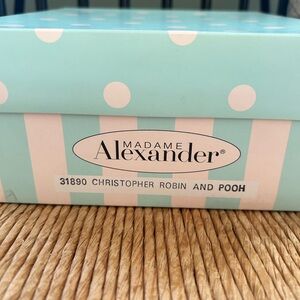 MADAME
Alexander®
31890 CHRISTOPHER ROBIN AND POOH